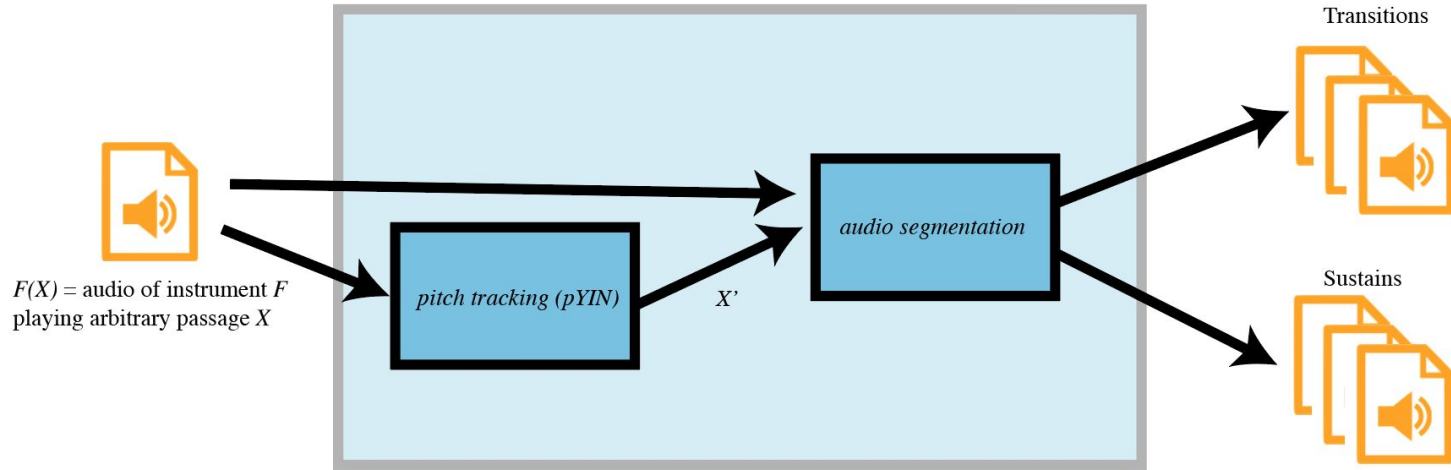 Transitions
audio segmentation
F(X) = audio of instrument F
playing arbitrary passage X
pitch tracking (pYIN)
X’
Sustains